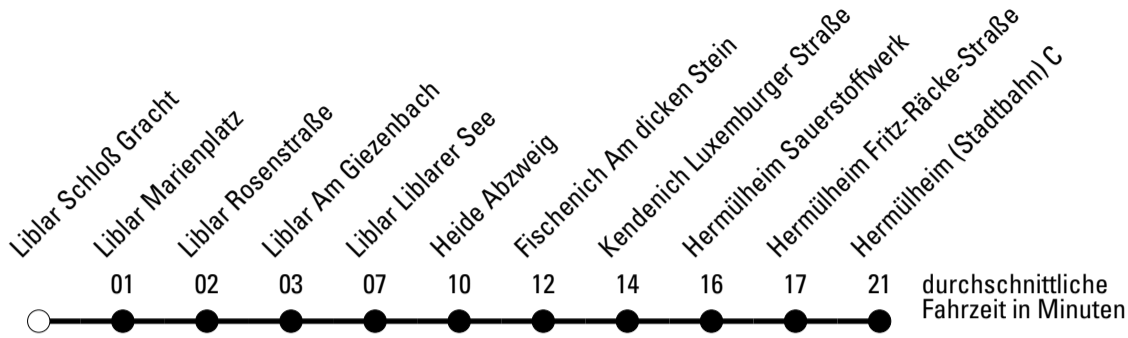 Liblar Schloß Gracht
Liblar Marienplatz
Liblar Rosenstraße
Liblar Am Giezenbach
Liblar Liblarer See
Heide Abzweig
Fischenich Am dicken Stein
Kendenich Luxemburger Straße
Hermülheim Sauerstoffwerk
Hermülheim Fritz-Räcke-Straße
Hermülheim (Stadtbahn) C
01 02 03 07 10 12 14 16 17 21 durchschnittliche
Fahrzeit in Minuten